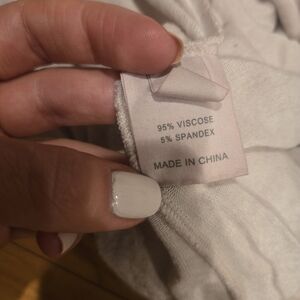 95% VISCOSE
5% SPANDEX
MADE IN CHINA